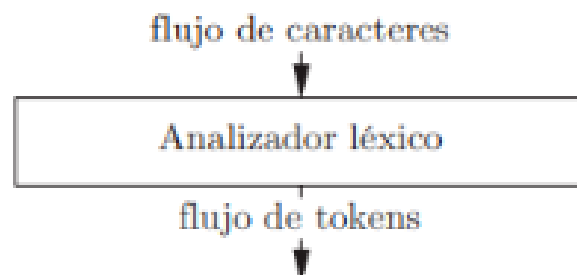 flujo de caracteres
Analizador léxico
flujo de tokens